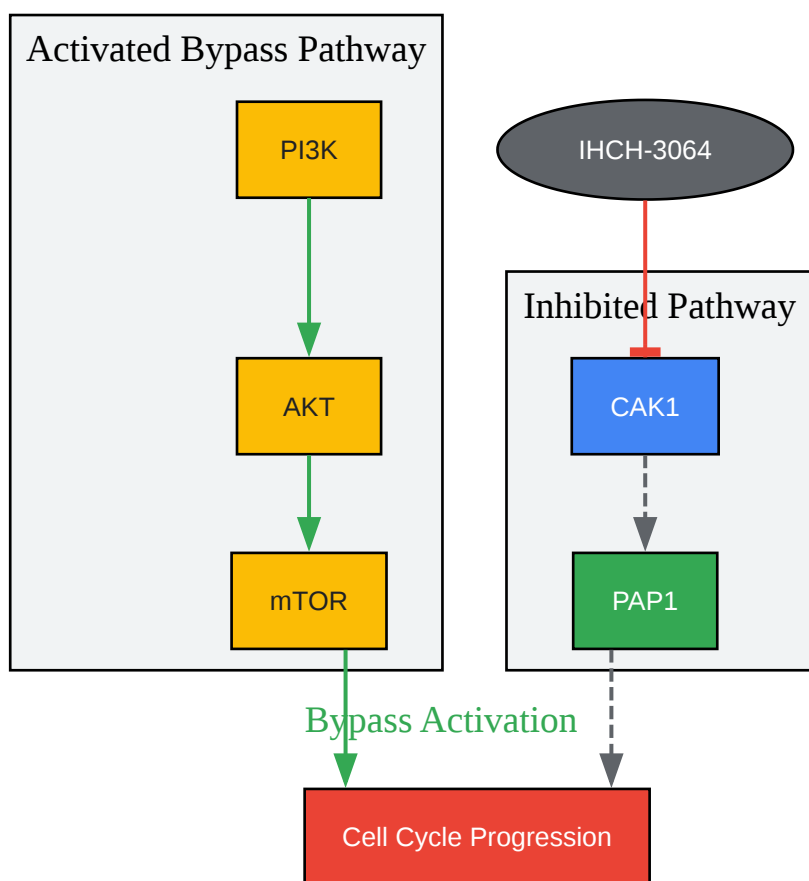 Activated Bypass Pathway
PI3K
IHCH-3064
Inhibited Pathway
AKT
CAK1
mTOR
PAP1
Bypass Activation
Cell Cycle Progression